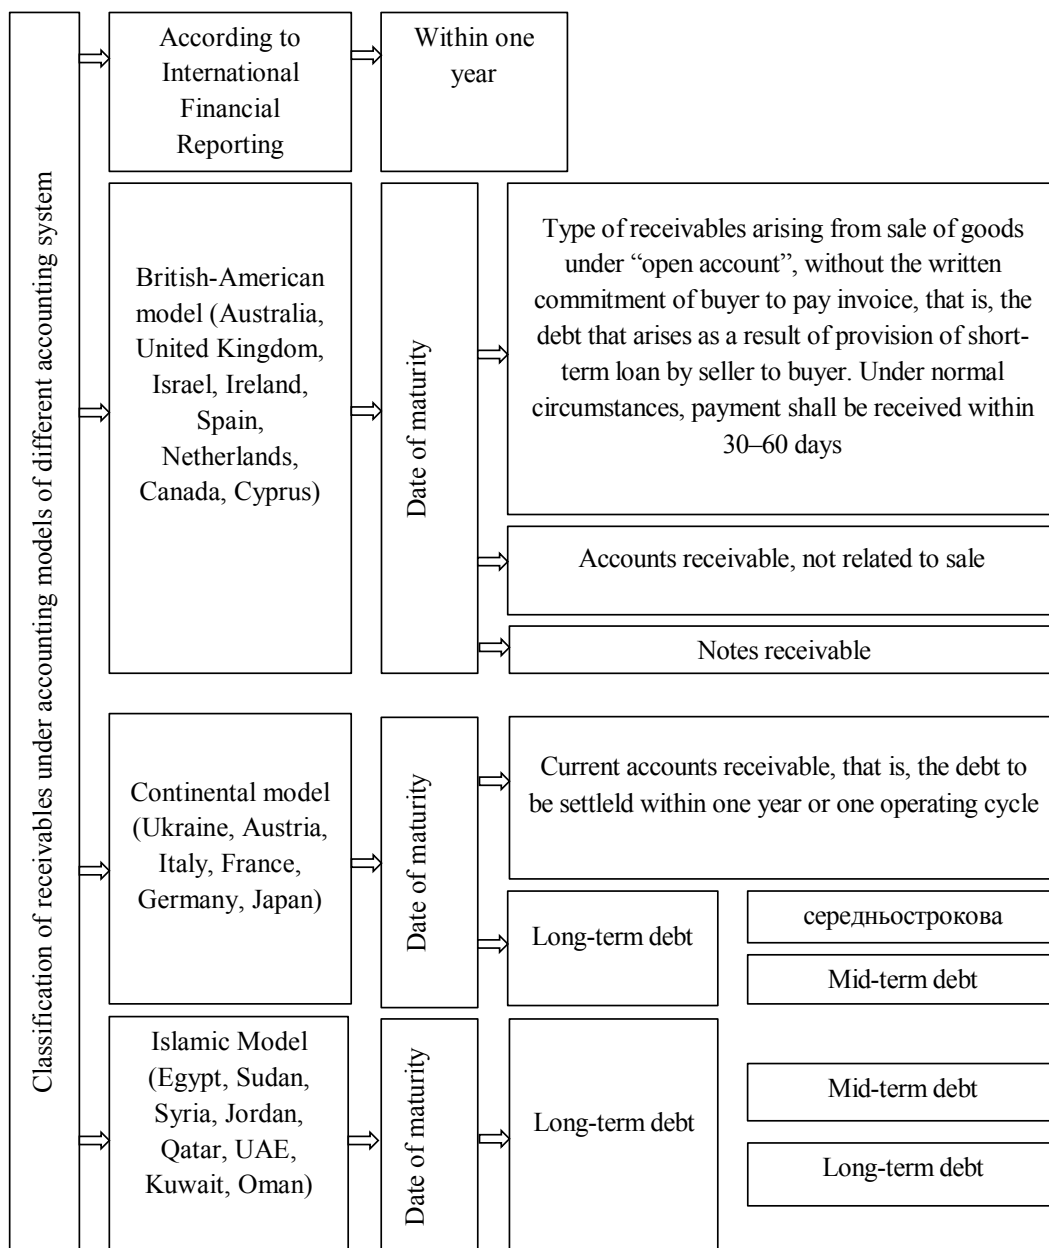 Classification of receivables under accounting models of different accounting system
According to
International
Financial
Reporting
Within one
year
British-American
model (Australia,
United Kingdom,
Israel, Ireland,
Spain,
Netherlands,
Canada, Cyprus)
Date of maturity
Type of receivables arising from sale of goods
under “open account”, without the written
commitment of buyer to pay invoice, that is, the
debt that arises as a result of provision of short-
term loan by seller to buyer. Under normal
circumstances, payment shall be received within
30–60 days
Accounts receivable, not related to sale
Notes receivable
Continental model
(Ukraine, Austria,
Italy, France,
Germany, Japan)
Date of maturity
Current accounts receivable, that is, the debt to
be settleld within one year or one operating cycle
Long-term debt
середньострокова
Mid-term debt
Islamic Model
(Egypt, Sudan,
Syria, Jordan,
Qatar, UAE,
Kuwait, Oman)
Date of maturity
Long-term debt
Mid-term debt
Long-term debt